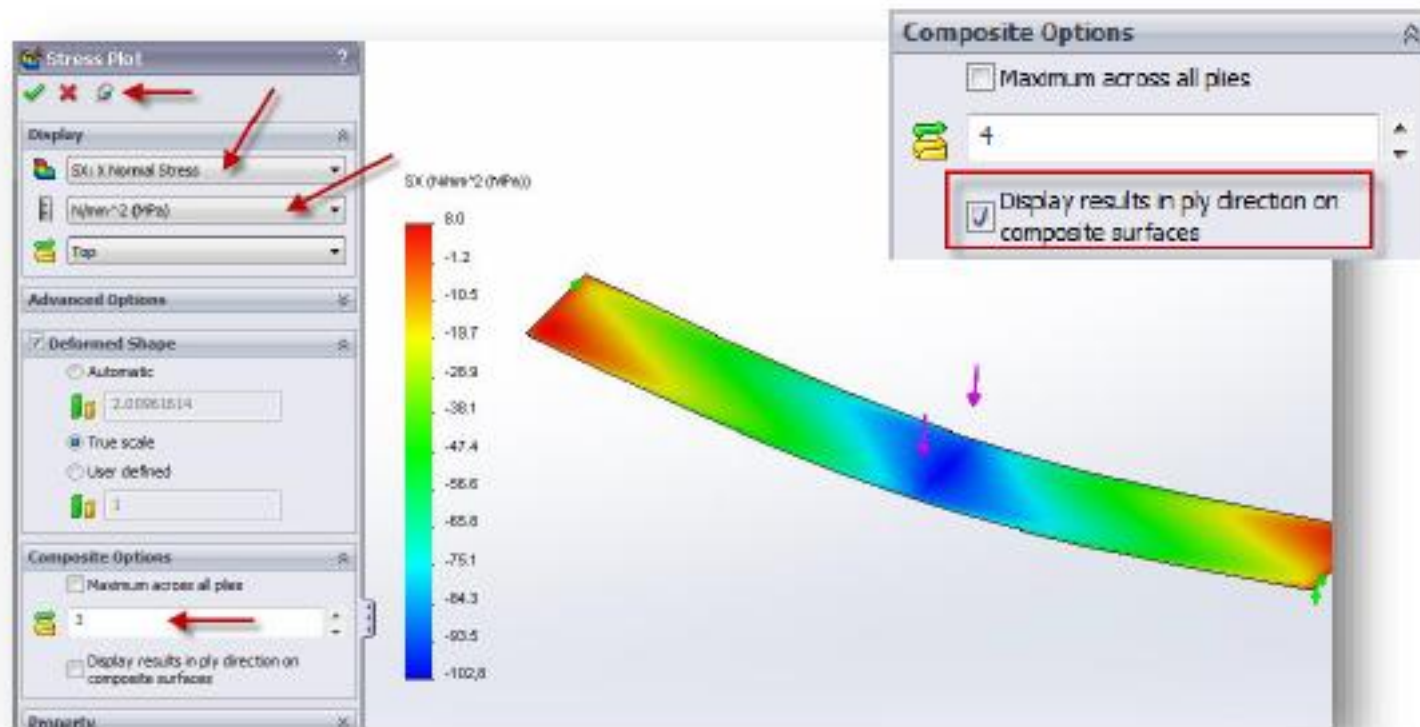 Stress Plot ?
Display
SX: X Normal Stress
N/mm^2 (MPa)
Top
Advanced Options
Deformed Shape
Automatic
2.00961614
True scale
User defined
1
Composite Options
Maximum across all plies
Display results in ply direction on
composite surfaces
Property
SX (N/mm^2 (MPa))
8.0
-1.2
-10.5
-19.7
-28.9
-38.1
-47.4
-56.6
-65.8
-75.1
-84.3
-93.5
-102,8
Composite Options
Maximum across all plies
4
Display results in ply direction on
composite surfaces